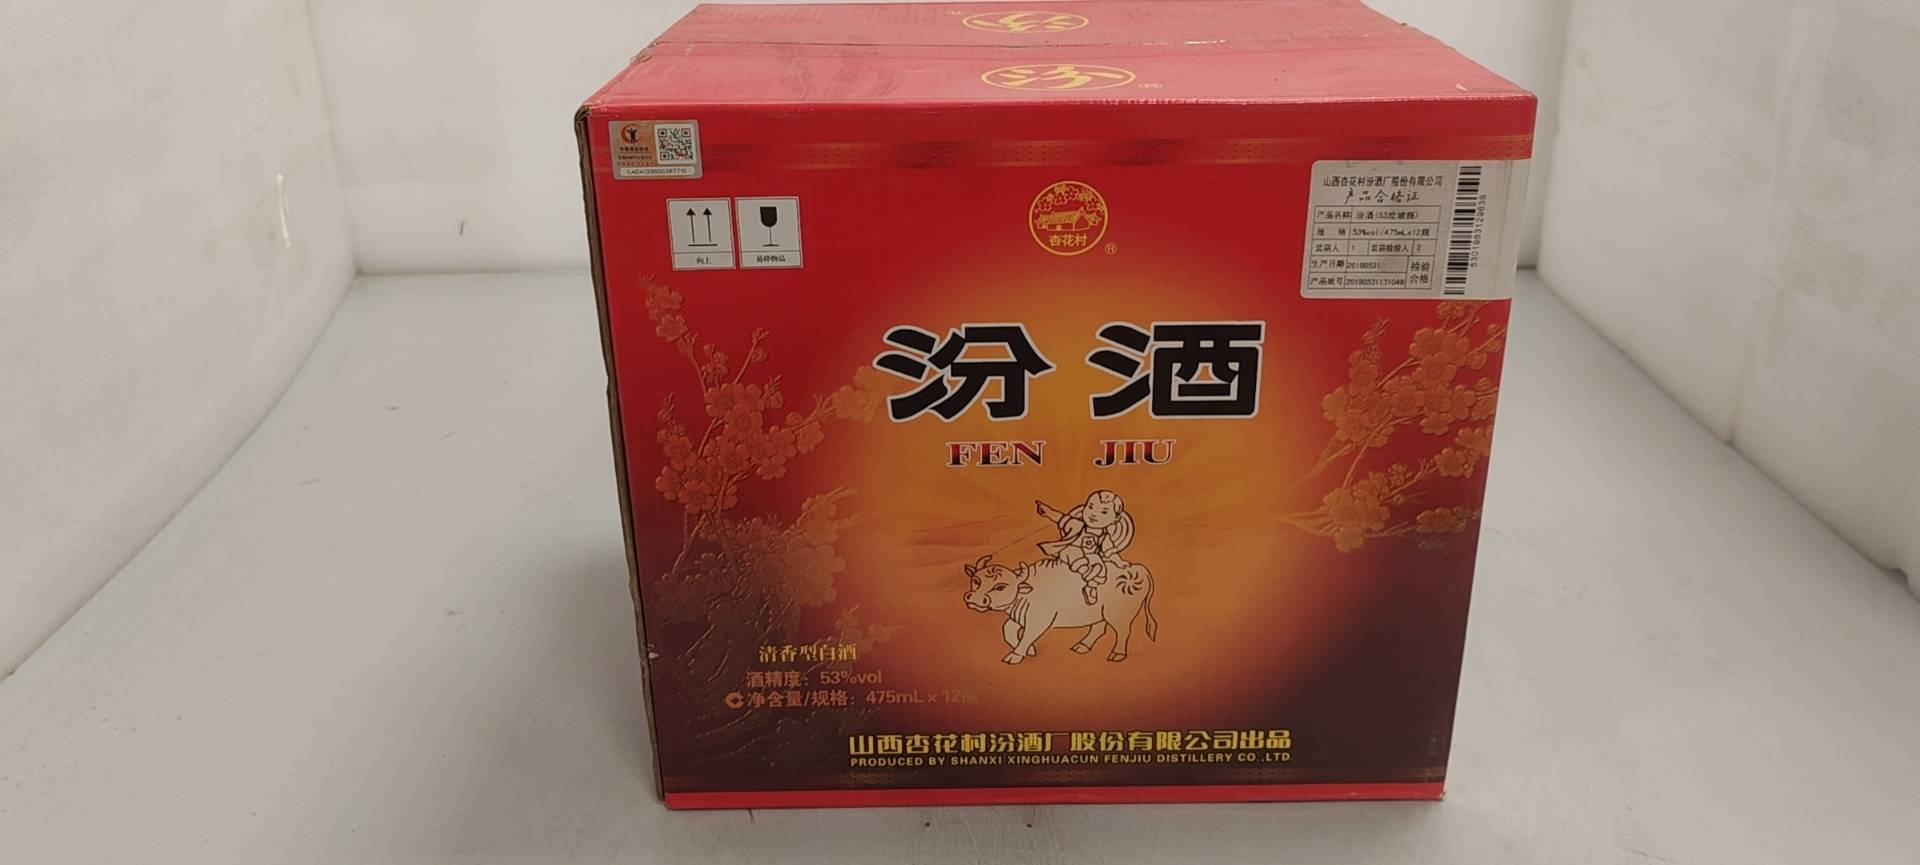 汾
汾
CADA139600387710
向上
易碎物品
杏花村
®
山西杏花村汾酒厂股份有限公司
产品合格证
产品名称 汾酒(53度玻瓶)
规 格 53%vol/475mL×12瓶
装箱人 1 装箱检验人 2
生产日期 20180531 检验
产品批号 20180531131049 合格
汾酒
FEN JIU
清香型白酒
酒精度：53%vol
净含量/规格：475mL×12瓶
山西杏花村汾酒厂股份有限公司出品
PRODUCED BY SHANXI XINGHUACUN FENJIU DISTILLERY CO.,LTD.